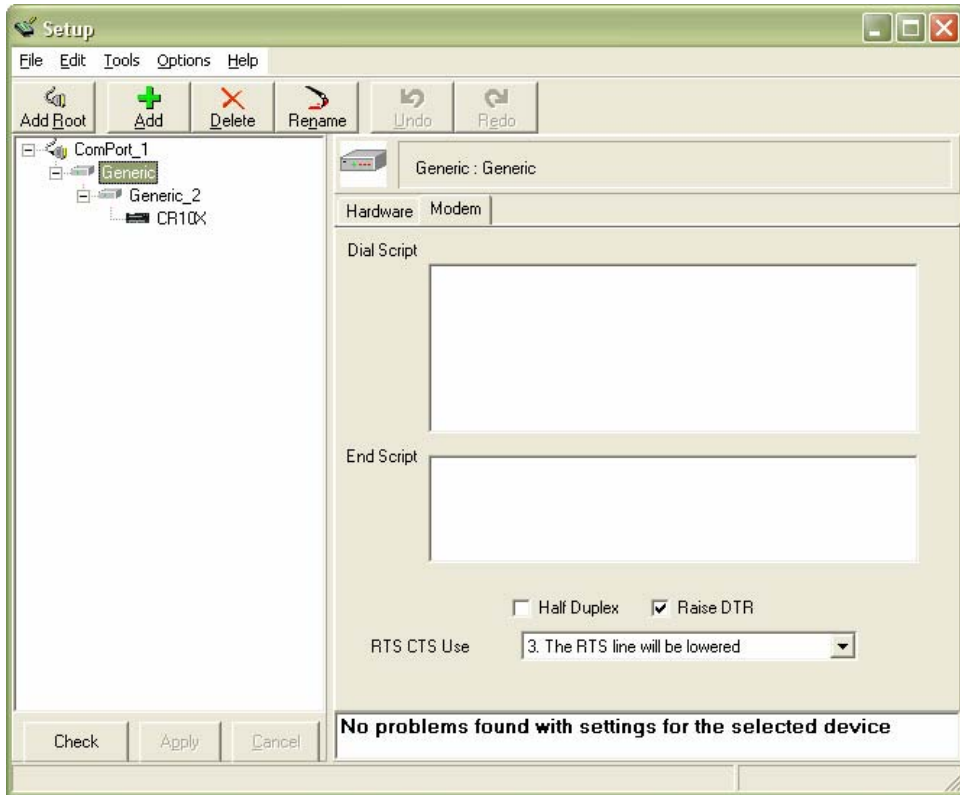 Setup
File Edit Tools Options Help
Add Root Add Delete Rename Undo Redo
ComPort_1
Generic
Generic_2
CR10X
Generic : Generic
Hardware Modem
Dial Script
End Script
Half Duplex Raise DTR
RTS CTS Use 3. The RTS line will be lowered
Check Apply Cancel
No problems found with settings for the selected device